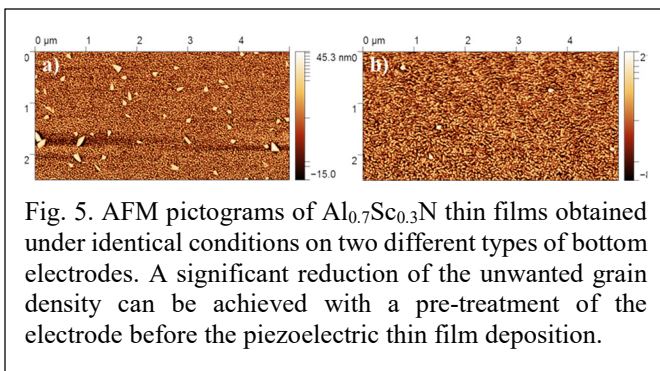 0 µm 1 2 3 4 45.3 nm 0 µm 1 2 3 4
0 a) 0 b)
1 1
2 −15.0 2
Fig. 5. AFM pictograms of Al0.7Sc0.3N thin films obtained
under identical conditions on two different types of bottom
electrodes. A significant reduction of the unwanted grain
density can be achieved with a pre-treatment of the
electrode before the piezoelectric thin film deposition.